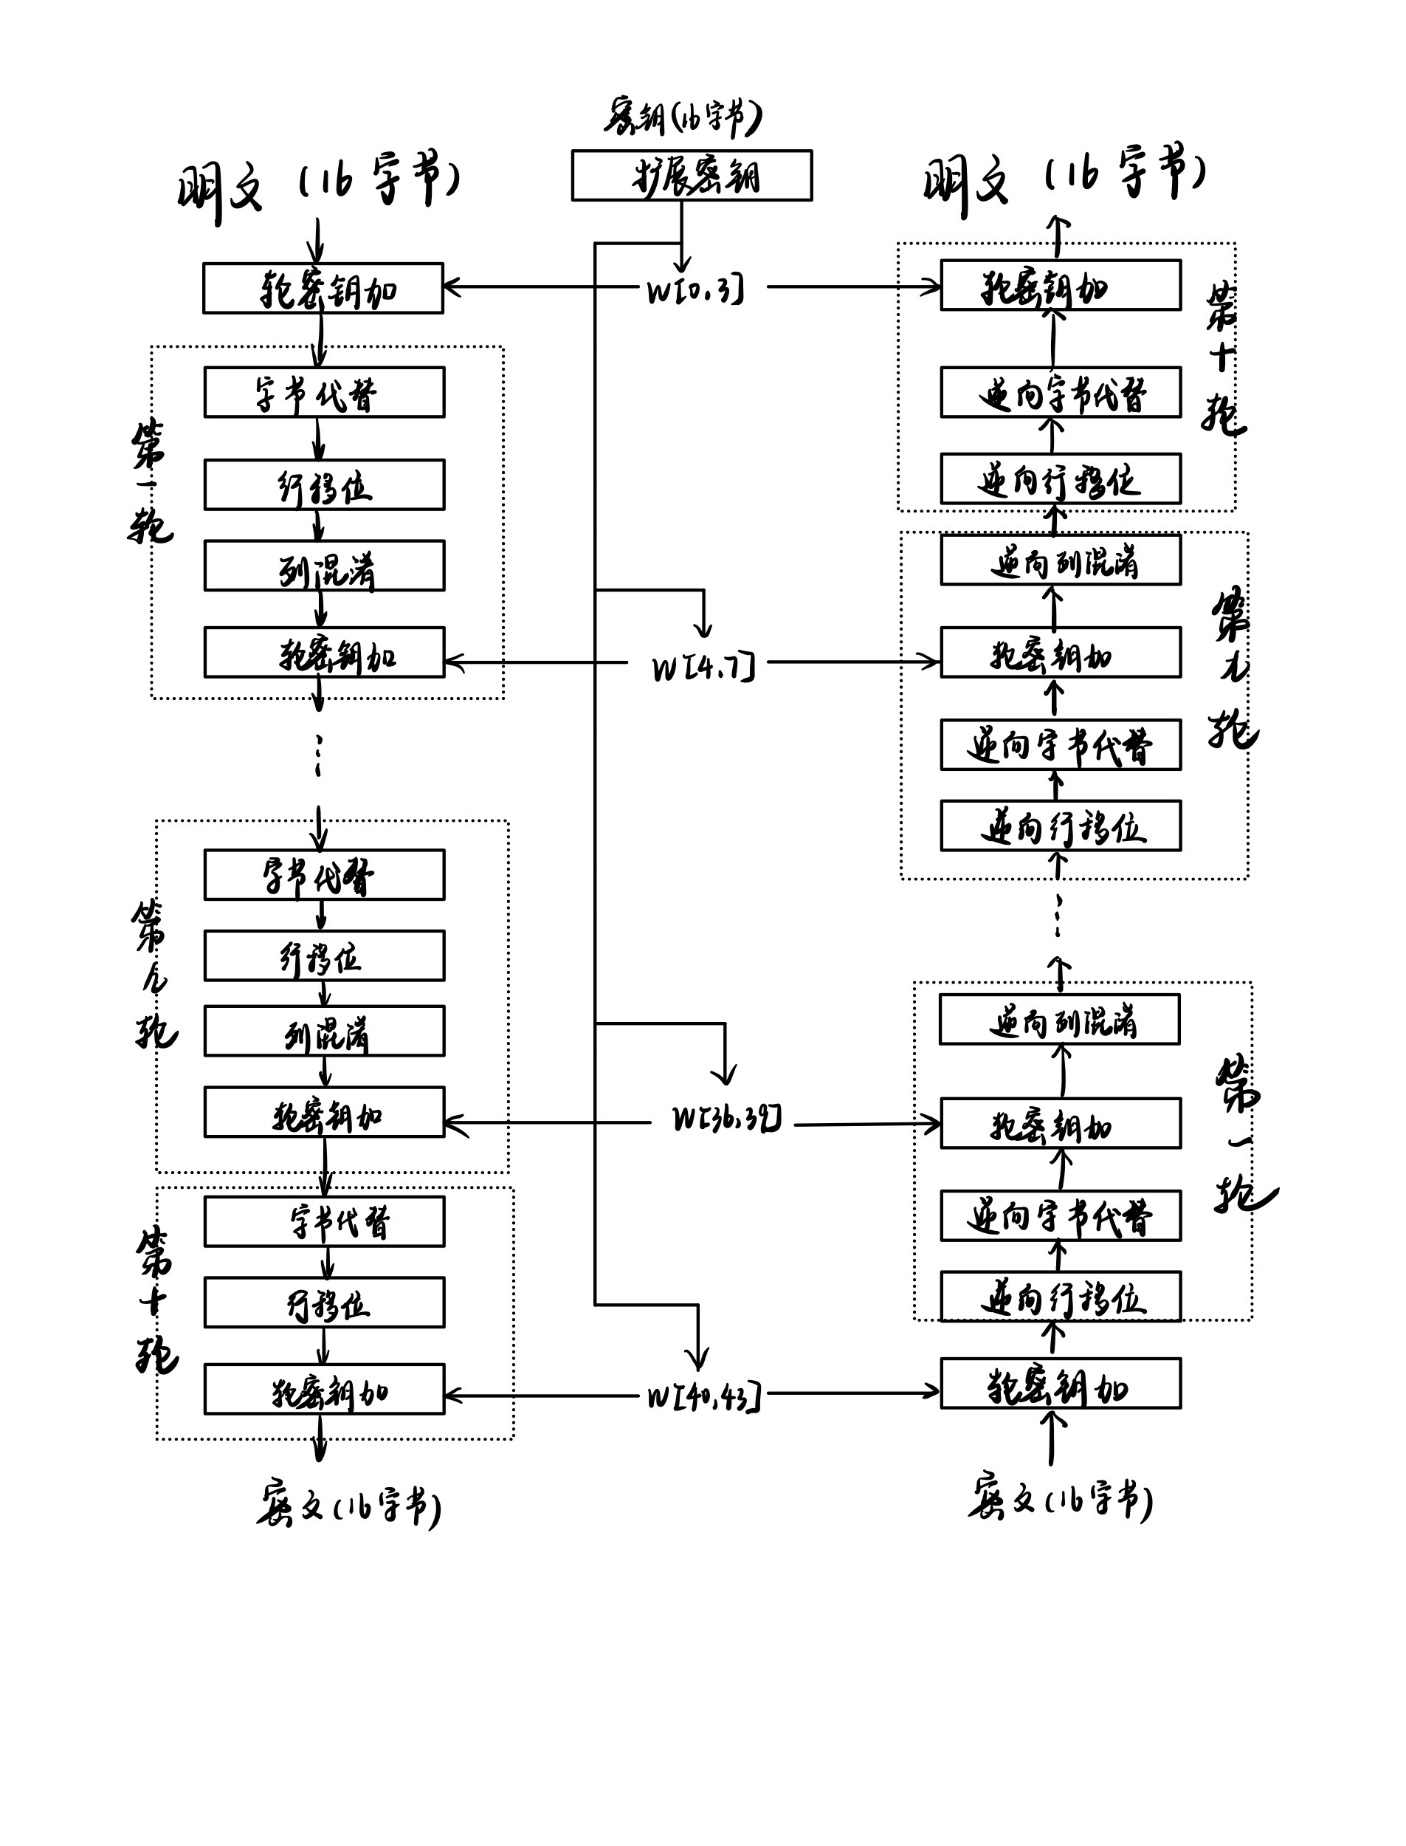 密钥(16字节)
扩展密钥
明文(16字节)
轮密钥加
第一轮
字节代替
行移位
列混淆
轮密钥加
...
第九轮
字节代替
行移位
列混淆
轮密钥加
第十轮
字节代替
行移位
轮密钥加
密文(16字节)
W[0,3]
W[4,7]
W[36,39]
W[40,43]
明文(16字节)
第十轮
轮密钥加
逆向字节代替
逆向行移位
第九轮
逆向列混淆
轮密钥加
逆向字节代替
逆向行移位
...
第一轮
逆向列混淆
轮密钥加
逆向字节代替
逆向行移位
轮密钥加
密文(16字节)